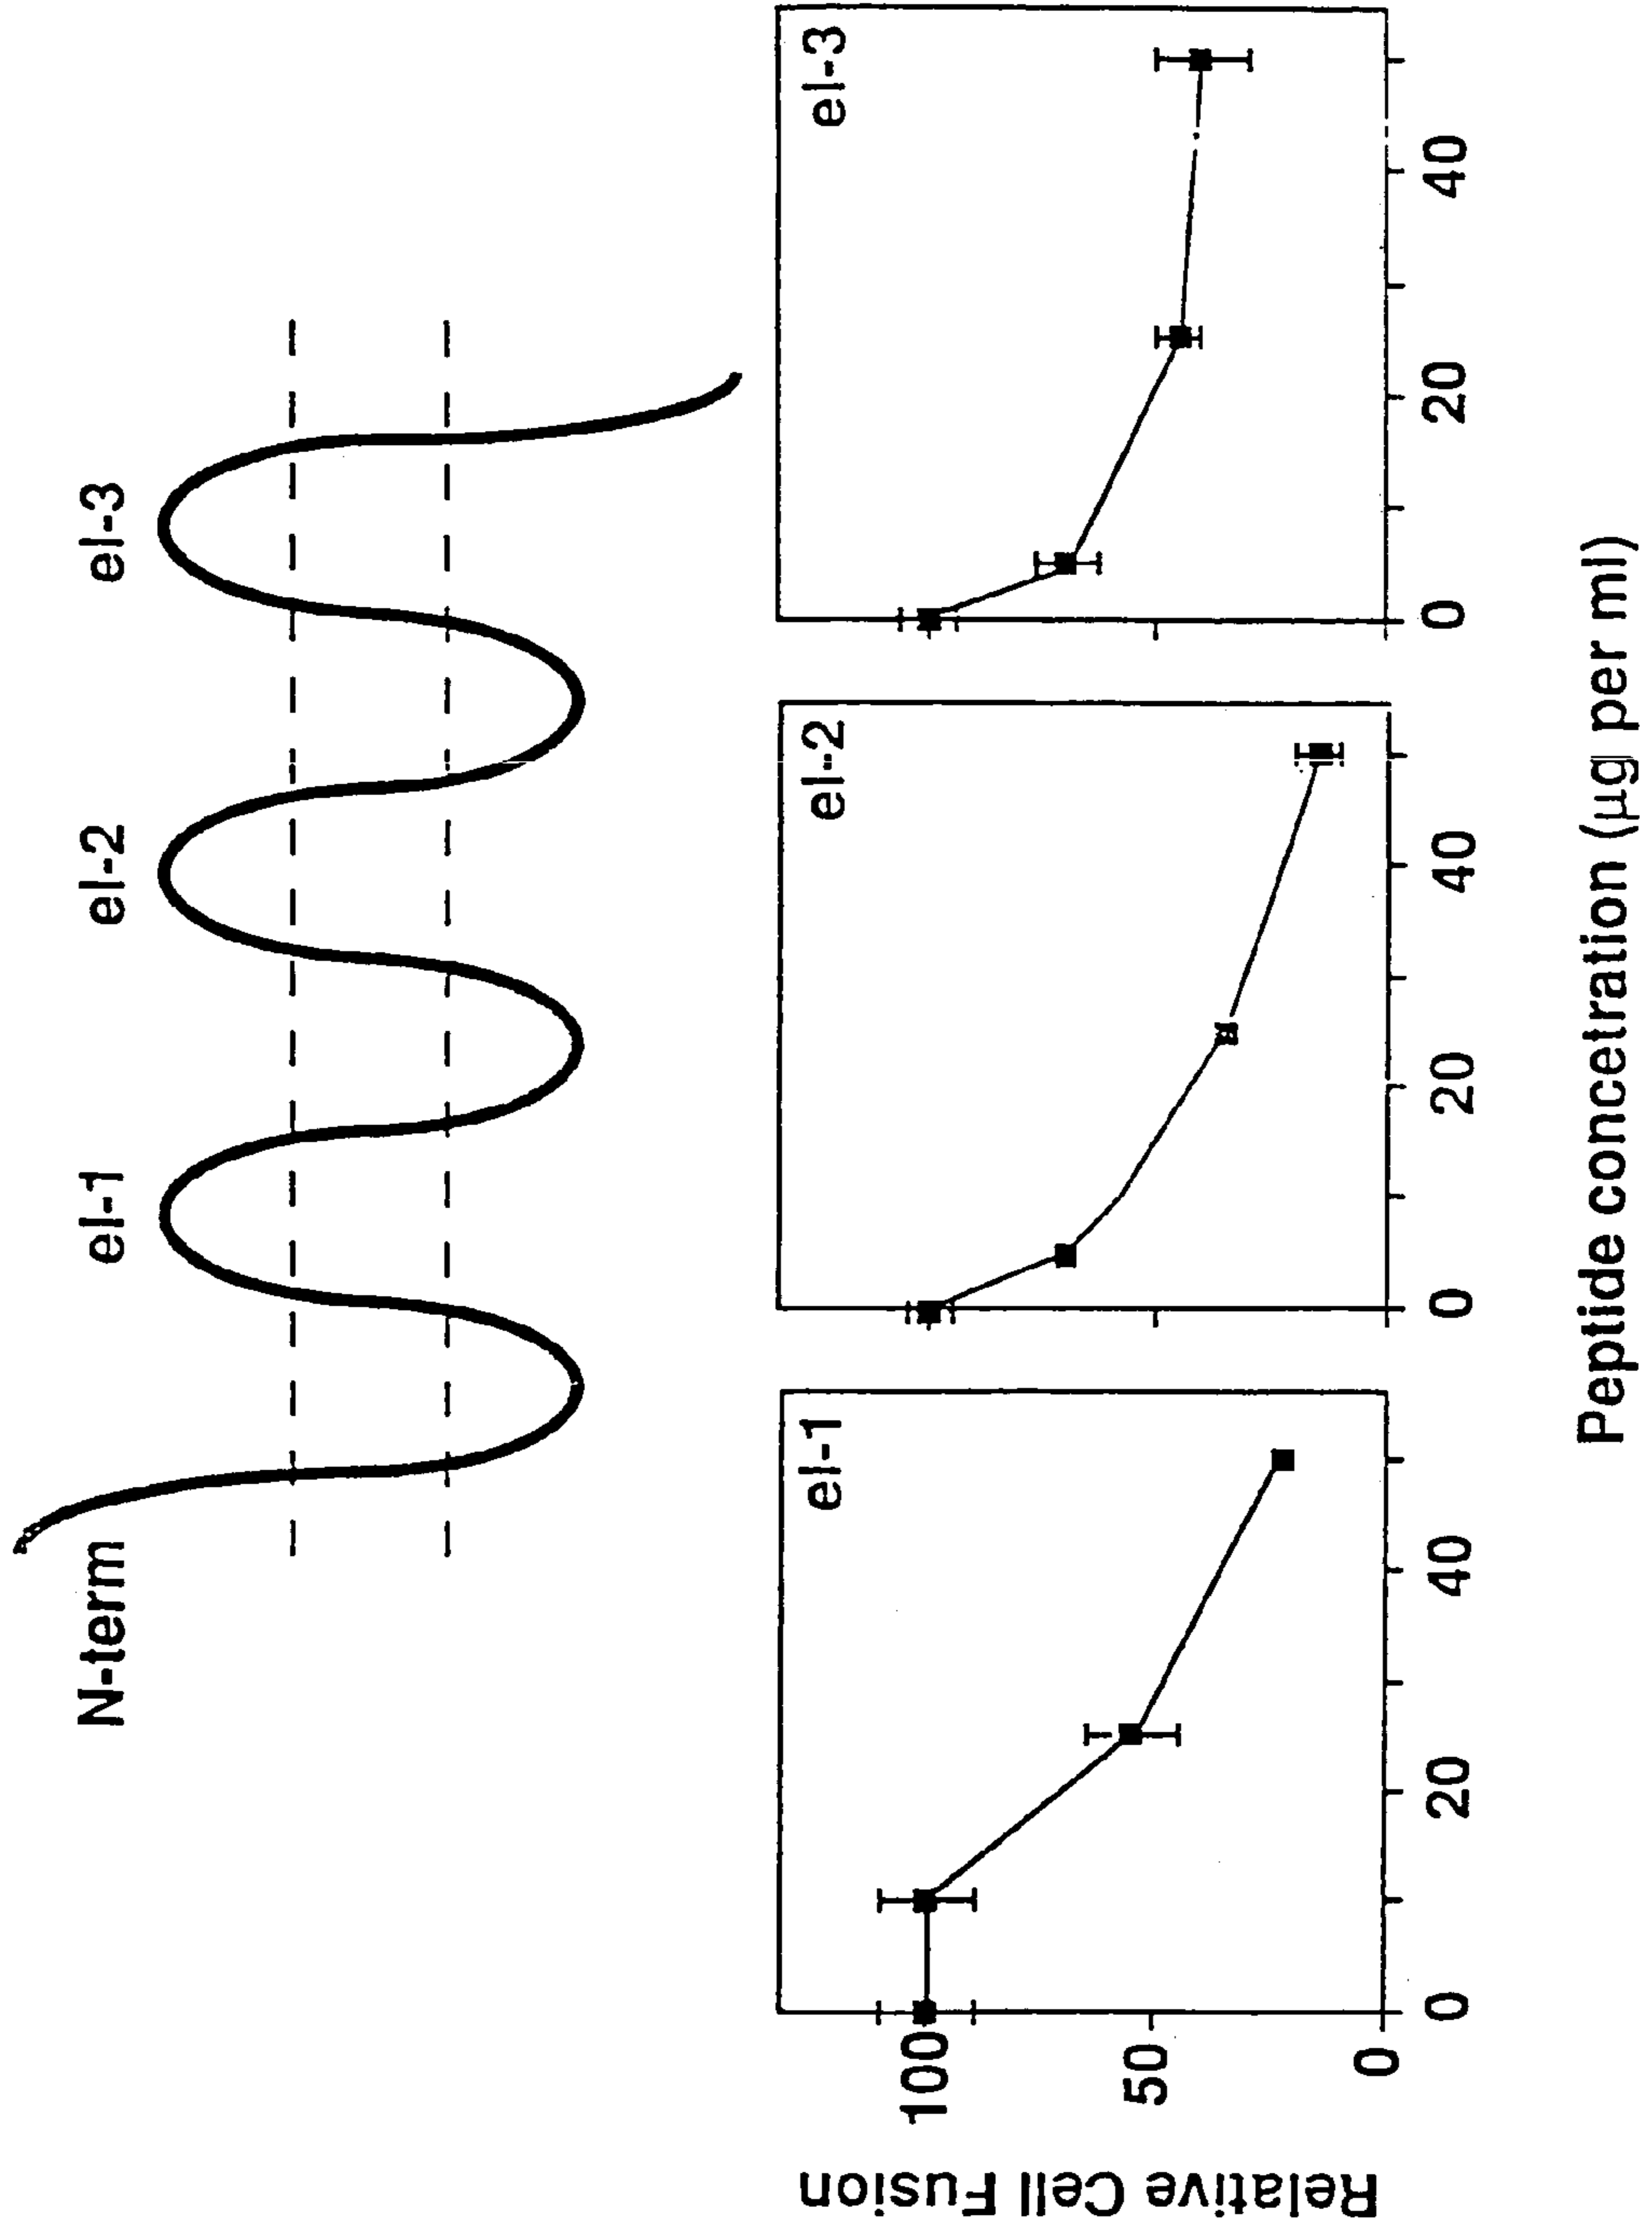 N-term
el-1
el-2
el-3
Relative Cell Fusion
100
50
0
el-1
el-2
el-3
0 20 40
0 20 40
0 20 40
Peptide concetration (µg per ml)